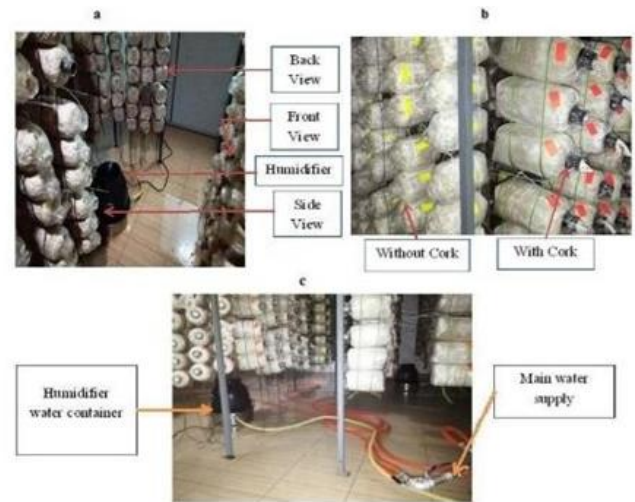 a
b
Back
View
Front
View
Humidifier
Side
View
Without Cork
With Cork
c
Humidifier
water container
Main water
supply